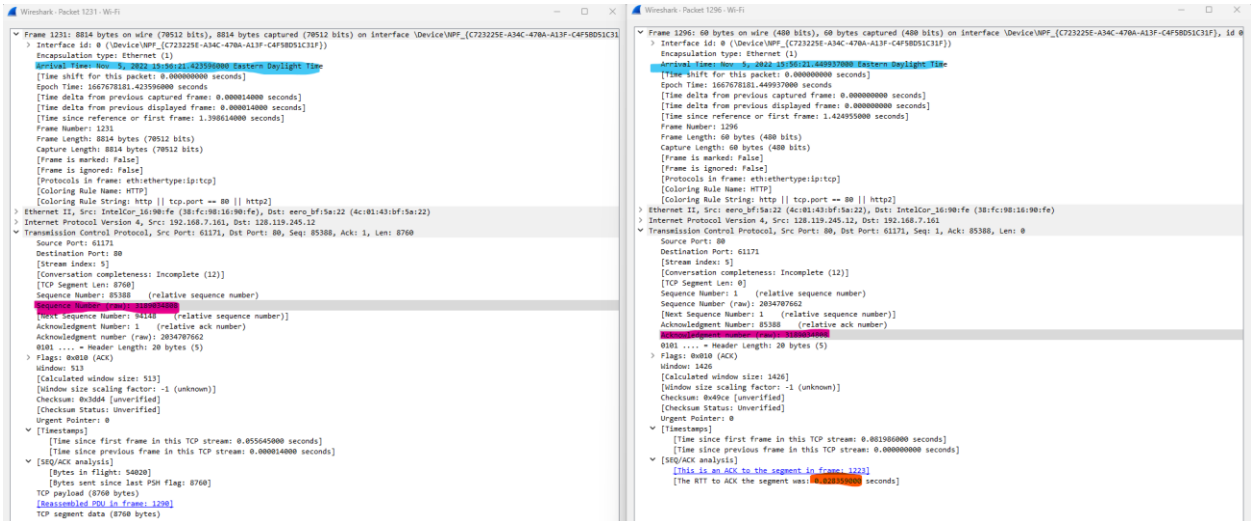 Wireshark · Packet 1231 · Wi-Fi
Frame 1231: 8814 bytes on wire (70512 bits), 8814 bytes captured (70512 bits) on interface \Device\NPF_{C723225E-A34C-470A-A13F-C4F5BD51C31
Interface id: 0 (\Device\NPF_{C723225E-A34C-470A-A13F-C4F5BD51C31F})
Encapsulation type: Ethernet (1)
Arrival Time: Nov 5, 2022 15:56:21.423596000 Eastern Daylight Time
[Time shift for this packet: 0.000000000 seconds]
Epoch Time: 1667678181.423596000 seconds
[Time delta from previous captured frame: 0.000014000 seconds]
[Time delta from previous displayed frame: 0.000014000 seconds]
[Time since reference or first frame: 1.398614000 seconds]
Frame Number: 1231
Frame Length: 8814 bytes (70512 bits)
Capture Length: 8814 bytes (70512 bits)
[Frame is marked: False]
[Frame is ignored: False]
[Protocols in frame: eth:ethertype:ip:tcp]
[Coloring Rule Name: HTTP]
[Coloring Rule String: http || tcp.port == 80 || http2]
Ethernet II, Src: IntelCor_16:90:fe (38:fc:98:16:90:fe), Dst: eero_bf:5a:22 (4c:01:43:bf:5a:22)
Internet Protocol Version 4, Src: 192.168.7.161, Dst: 128.119.245.12
Transmission Control Protocol, Src Port: 61171, Dst Port: 80, Seq: 85388, Ack: 1, Len: 8760
Source Port: 61171
Destination Port: 80
[Stream index: 5]
[Conversation completeness: Incomplete (12)]
[TCP Segment Len: 8760]
Sequence Number: 85388 (relative sequence number)
Sequence Number (raw): 3189034000
[Next Sequence Number: 94148 (relative sequence number)]
Acknowledgment Number: 1 (relative ack number)
Acknowledgment number (raw): 2034707662
0101 .... = Header Length: 20 bytes (5)
Flags: 0x010 (ACK)
Window: 513
[Calculated window size: 513]
[Window size scaling factor: -1 (unknown)]
Checksum: 0x3dd4 [unverified]
[Checksum Status: Unverified]
Urgent Pointer: 0
[Timestamps]
[Time since first frame in this TCP stream: 0.055645000 seconds]
[Time since previous frame in this TCP stream: 0.000014000 seconds]
[SEQ/ACK analysis]
[Bytes in flight: 54020]
[Bytes sent since last PSH flag: 8760]
TCP payload (8760 bytes)
[Reassembled PDU in frame: 1290]
TCP segment data (8760 bytes)
Wireshark · Packet 1296 · Wi-Fi
Frame 1296: 60 bytes on wire (480 bits), 60 bytes captured (480 bits) on interface \Device\NPF_{C723225E-A34C-470A-A13F-C4F5BD51C31F}, id 0
Interface id: 0 (\Device\NPF_{C723225E-A34C-470A-A13F-C4F5BD51C31F})
Encapsulation type: Ethernet (1)
Arrival Time: Nov 5, 2022 15:56:21.449937000 Eastern Daylight Time
[Time shift for this packet: 0.000000000 seconds]
Epoch Time: 1667678181.449937000 seconds
[Time delta from previous captured frame: 0.000000000 seconds]
[Time delta from previous displayed frame: 0.000000000 seconds]
[Time since reference or first frame: 1.424955000 seconds]
Frame Number: 1296
Frame Length: 60 bytes (480 bits)
Capture Length: 60 bytes (480 bits)
[Frame is marked: False]
[Frame is ignored: False]
[Protocols in frame: eth:ethertype:ip:tcp]
[Coloring Rule Name: HTTP]
[Coloring Rule String: http || tcp.port == 80 || http2]
Ethernet II, Src: eero_bf:5a:22 (4c:01:43:bf:5a:22), Dst: IntelCor_16:90:fe (38:fc:98:16:90:fe)
Internet Protocol Version 4, Src: 128.119.245.12, Dst: 192.168.7.161
Transmission Control Protocol, Src Port: 80, Dst Port: 61171, Seq: 1, Ack: 85388, Len: 0
Source Port: 80
Destination Port: 61171
[Stream index: 5]
[Conversation completeness: Incomplete (12)]
[TCP Segment Len: 0]
Sequence Number: 1 (relative sequence number)
Sequence Number (raw): 2034707662
[Next Sequence Number: 1 (relative sequence number)]
Acknowledgment Number: 85388 (relative ack number)
Acknowledgment number (raw): 3189034000
0101 .... = Header Length: 20 bytes (5)
Flags: 0x010 (ACK)
Window: 1426
[Calculated window size: 1426]
[Window size scaling factor: -1 (unknown)]
Checksum: 0x49ce [unverified]
[Checksum Status: Unverified]
Urgent Pointer: 0
[Timestamps]
[Time since first frame in this TCP stream: 0.081986000 seconds]
[Time since previous frame in this TCP stream: 0.000000000 seconds]
[SEQ/ACK analysis]
[This is an ACK to the segment in frame: 1223]
[The RTT to ACK the segment was: 0.028359000 seconds]